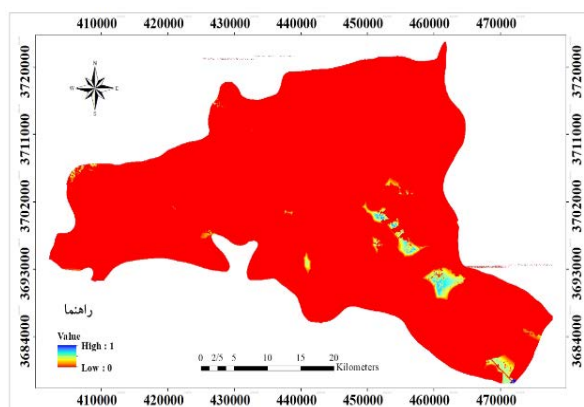 410000 420000 430000 440000 450000 460000 470000
3720000 3720000
3711000 3711000
3702000 3702000
3693000 3693000
3684000 3684000
N
W E
S
راهنما
Value
High : 1
Low : 0
0 2/5 5 10 15 20
Kilometers
410000 420000 430000 440000 450000 460000 470000